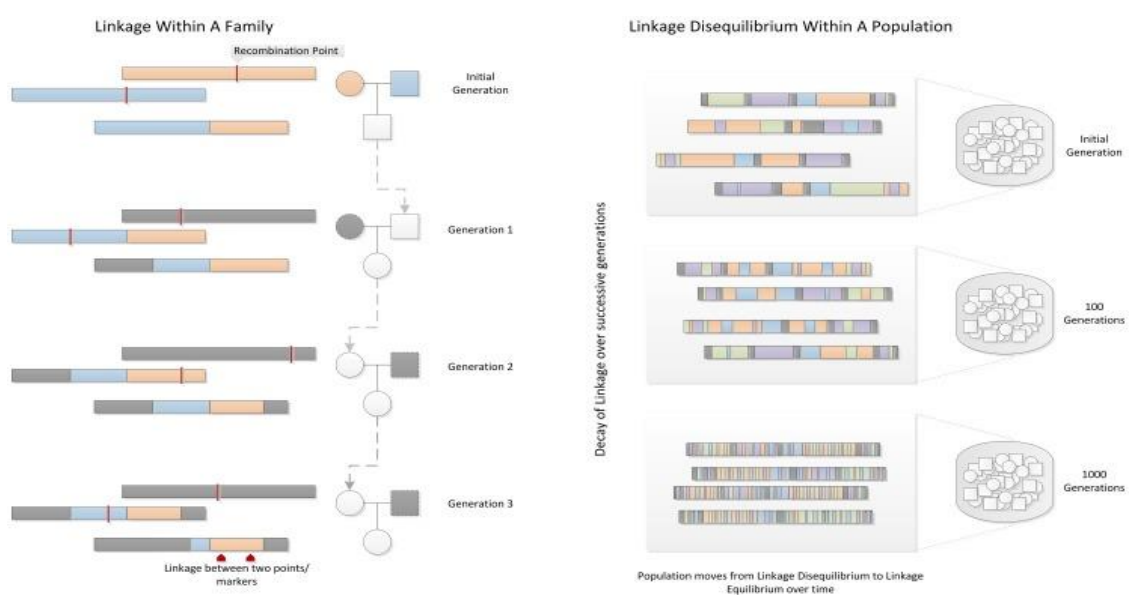 Linkage Within A Family
Recombination Point
Initial
Generation
Generation 1
Generation 2
Generation 3
Linkage between two points/
markers
Linkage Disequilibrium Within A Population
Decay of Linkage over successive generations
Initial
Generation
100
Generations
1000
Generations
Population moves from Linkage Disequilibrium to Linkage
Equilibrium over time